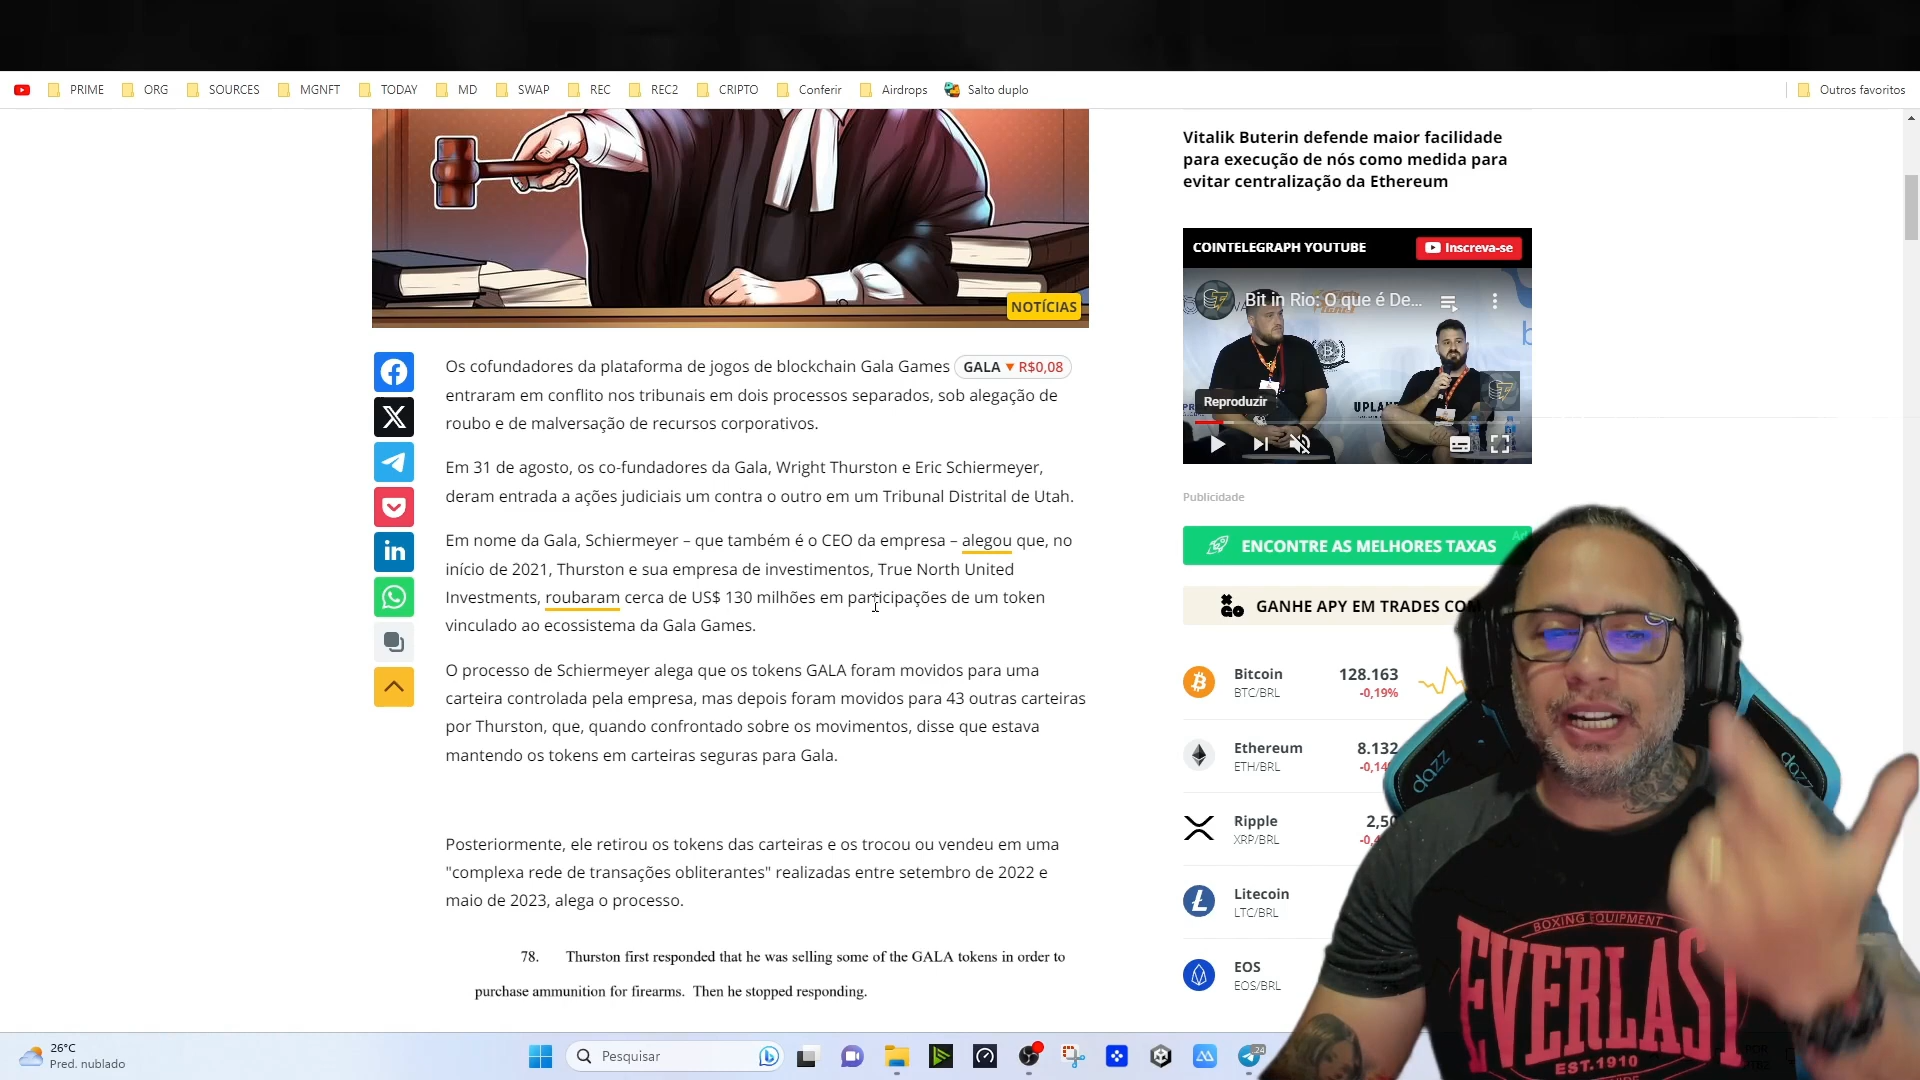 PRIME ORG SOURCES MGNFT TODAY MD SWAP REC REC2 CRIPTO Conferir Airdrops Salto duplo Outros favoritos
NOTÍCIAS
Os cofundadores da plataforma de jogos de blockchain Gala Games GALA ▼ R$0,08
entraram em conflito nos tribunais em dois processos separados, sob alegação de
roubo e de malversação de recursos corporativos.
Em 31 de agosto, os co-fundadores da Gala, Wright Thurston e Eric Schiermeyer,
deram entrada a ações judiciais um contra o outro em um Tribunal Distrital de Utah.
Em nome da Gala, Schiermeyer – que também é o CEO da empresa – alegou que, no
início de 2021, Thurston e sua empresa de investimentos, True North United
Investments, roubaram cerca de US$ 130 milhões em participações de um token
vinculado ao ecossistema da Gala Games.
O processo de Schiermeyer alega que os tokens GALA foram movidos para uma
carteira controlada pela empresa, mas depois foram movidos para 43 outras carteiras
por Thurston, que, quando confrontado sobre os movimentos, disse que estava
mantendo os tokens em carteiras seguras para Gala.
Posteriormente, ele retirou os tokens das carteiras e os trocou ou vendeu em uma
"complexa rede de transações obliterantes" realizadas entre setembro de 2022 e
maio de 2023, alega o processo.
78. Thurston first responded that he was selling some of the GALA tokens in order to
purchase ammunition for firearms. Then he stopped responding.
Vitalik Buterin defende maior facilidade
para execução de nós como medida para
evitar centralização da Ethereum
COINTELEGRAPH YOUTUBE Inscreva-se
Bit in Rio: O que é De...
Reproduzir
Publicidade
ENCONTRE AS MELHORES TAXAS Ad
GANHE APY EM TRADES COM
Bitcoin 128.163
BTC/BRL -0,19%
Ethereum 8.132
ETH/BRL
Ripple
XRP/BRL
Litecoin
LTC/BRL
EOS
EOS/BRL
dazz
dazz
BOXING EQUIPMENT
EVERLAST
EST.1910
26°C
Pred. nublado
Pesquisar
24